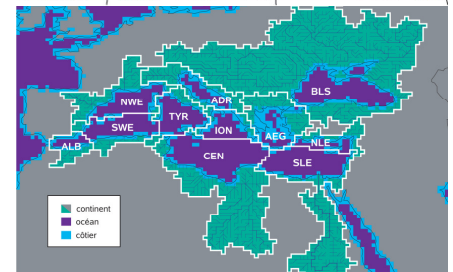 BLS
NWE
ADR
TYR
SWE
ION
AEG
ALB
NLE
CEN
SLE
continent
océan
côtier